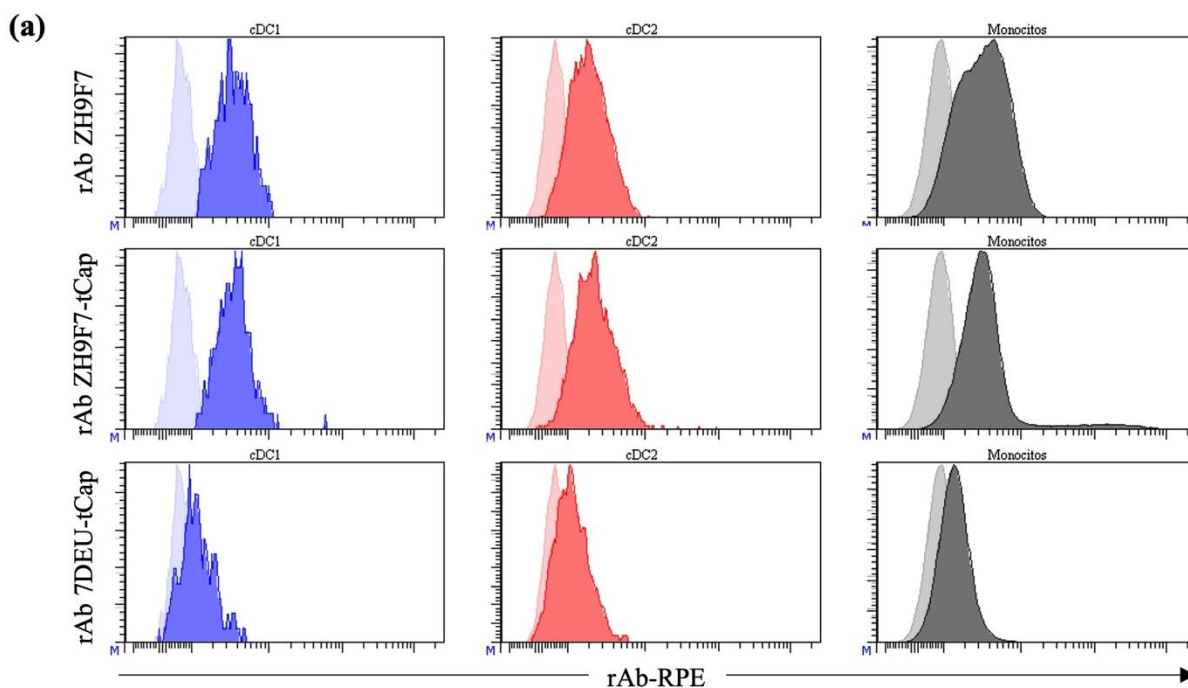 (a)
cDC1
cDC2
Monocitos
rAb ZH9F7
M
M
M
cDC1
cDC2
Monocitos
rAb ZH9F7-tCap
M
M
M
cDC1
cDC2
Monocitos
rAb 7DEU-tCap
M
M
M
rAb-RPE